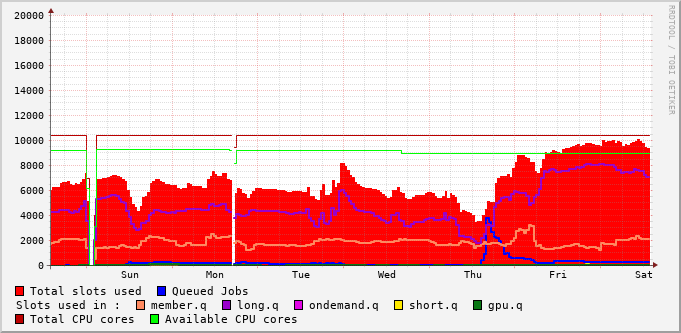 20000
18000
16000
14000
12000
10000
8000
6000
4000
2000
0
Sun Mon Tue Wed Thu Fri Sat
Total slots used Queued Jobs
Slots used in : member.q long.q ondemand.q short.q gpu.q
Total CPU cores Available CPU cores
RRDTOOL / TOBI OETIKER